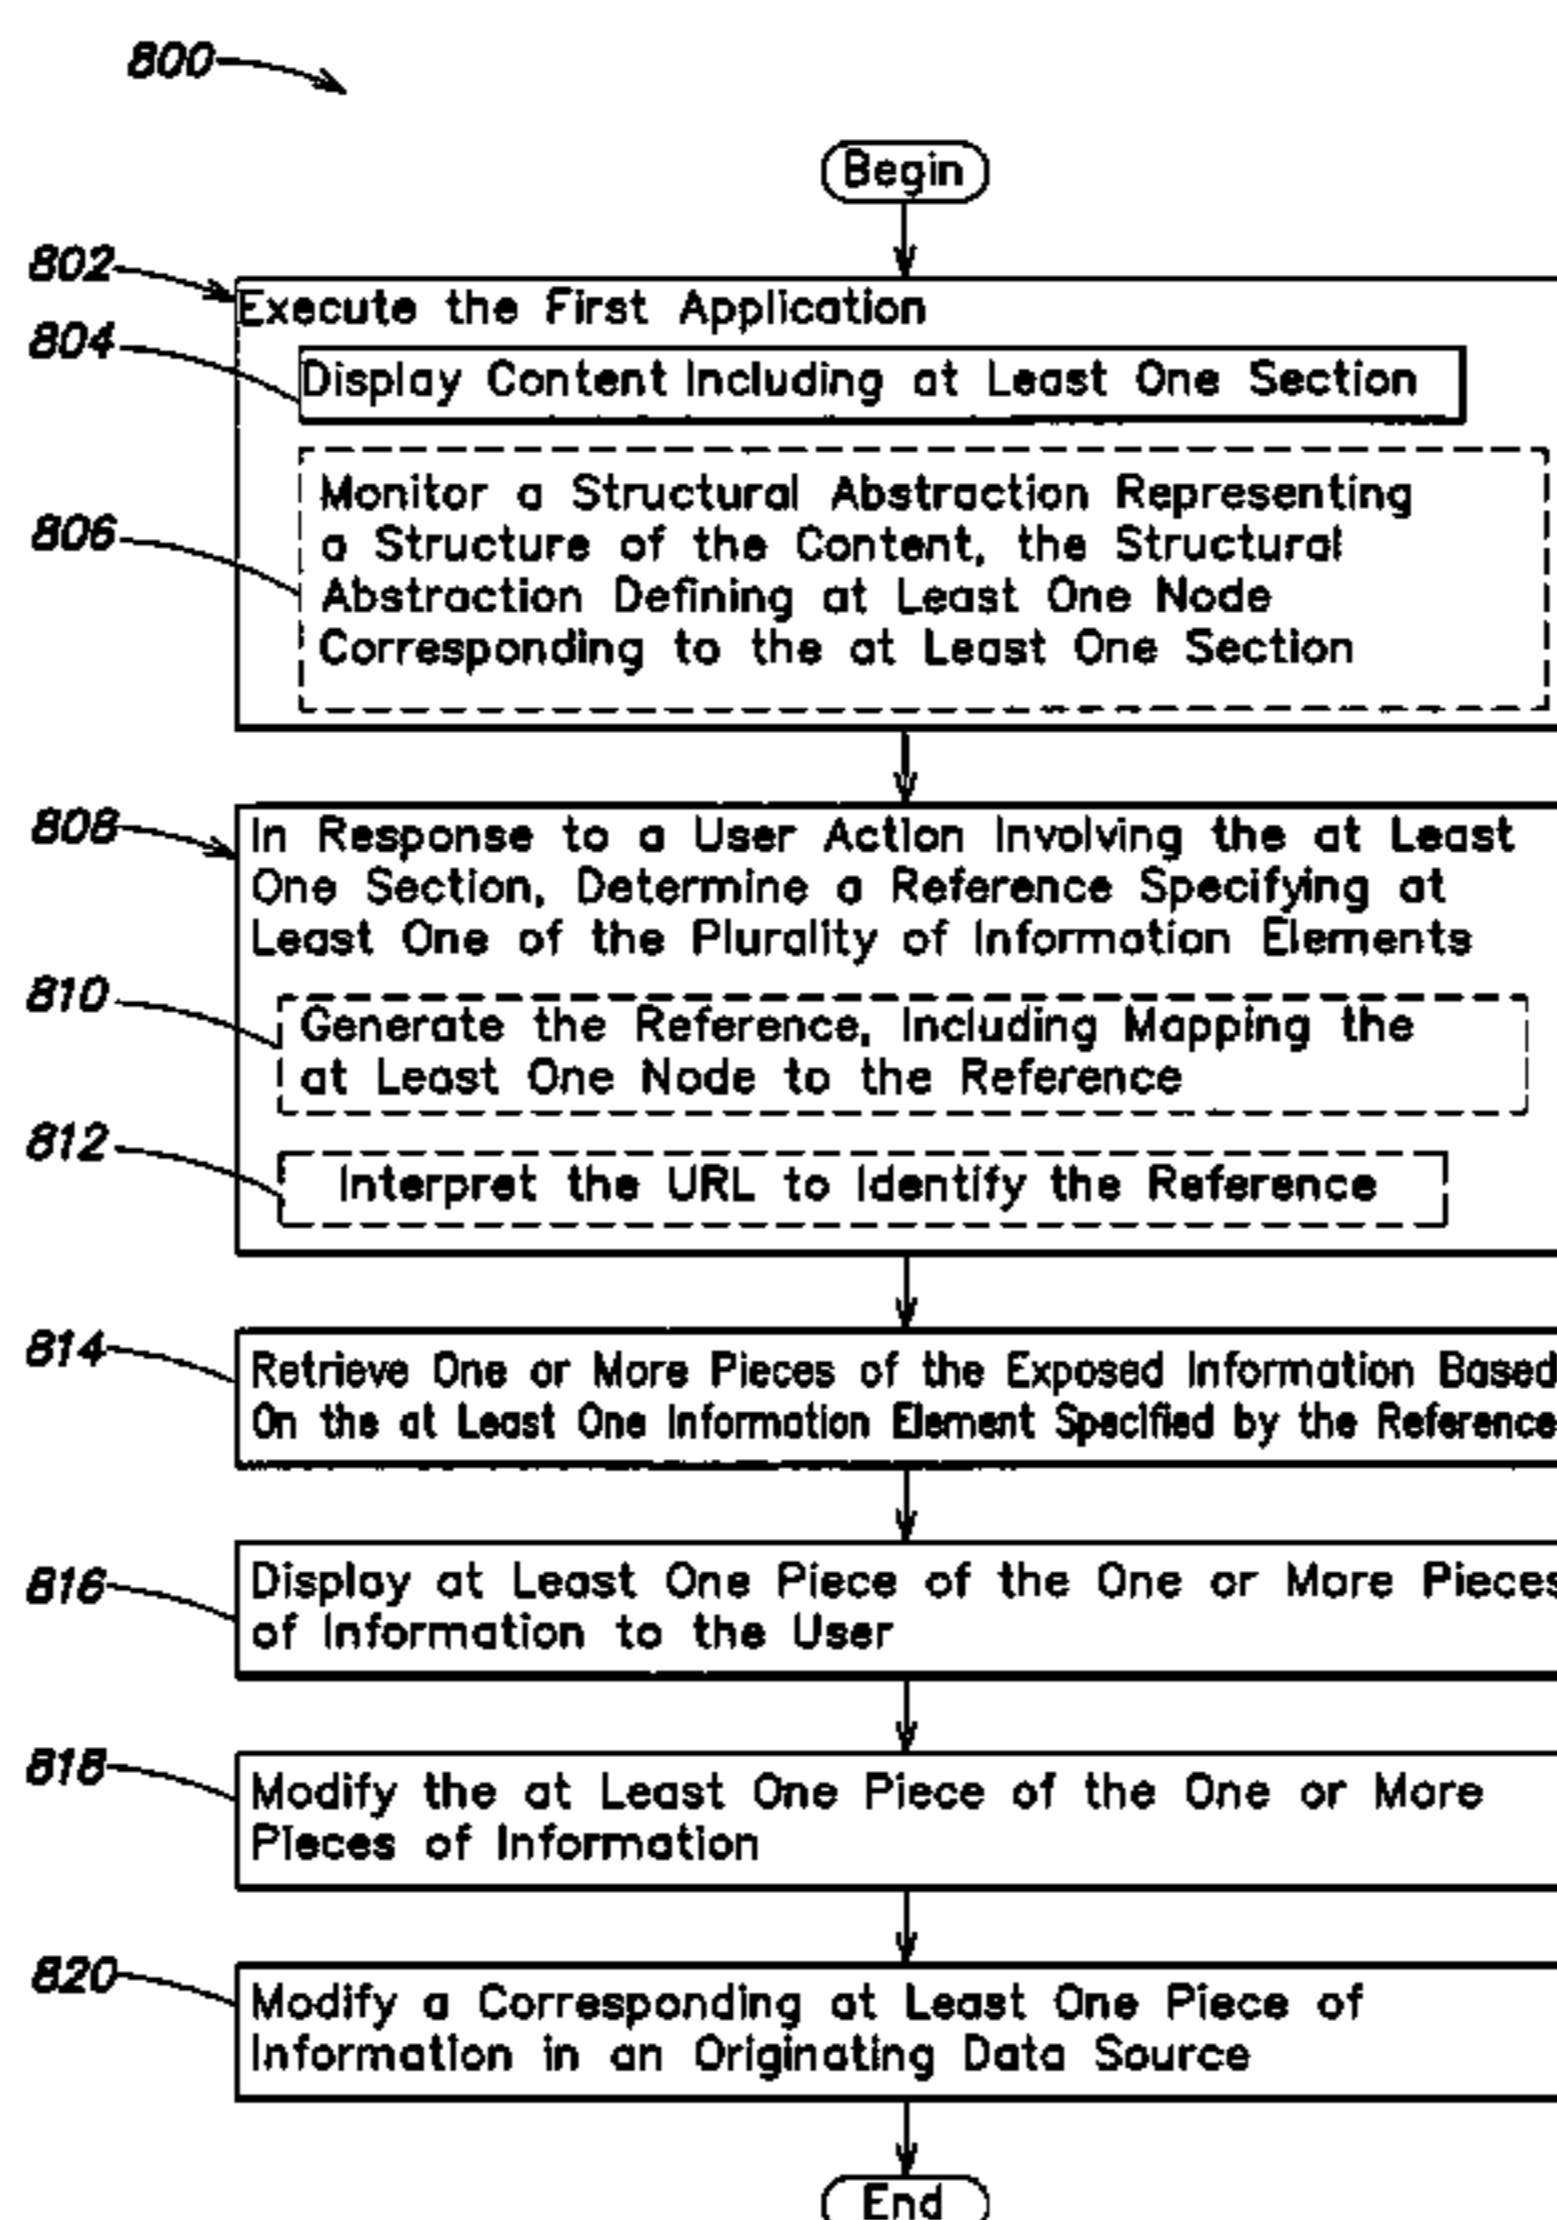 800
Begin
802
Execute the First Application
804
Display Content Including at Least One Section
806
Monitor a Structural Abstraction Representing
a Structure of the Content, the Structural
Abstraction Defining at Least One Node
Corresponding to the at Least One Section
808
In Response to a User Action Involving the at Least
One Section, Determine a Reference Specifying at
Least One of the Plurality of Information Elements
810
Generate the Reference, Including Mapping the
at Least One Node to the Reference
812
Interpret the URL to Identify the Reference
814
Retrieve One or More Pieces of the Exposed Information Based
On the at Least One Information Element Specified by the Reference
816
Display at Least One Piece of the One or More Pieces
of Information to the User
818
Modify the at Least One Piece of the One or More
Pieces of Information
820
Modify a Corresponding at Least One Piece of
Information in an Originating Data Source
End